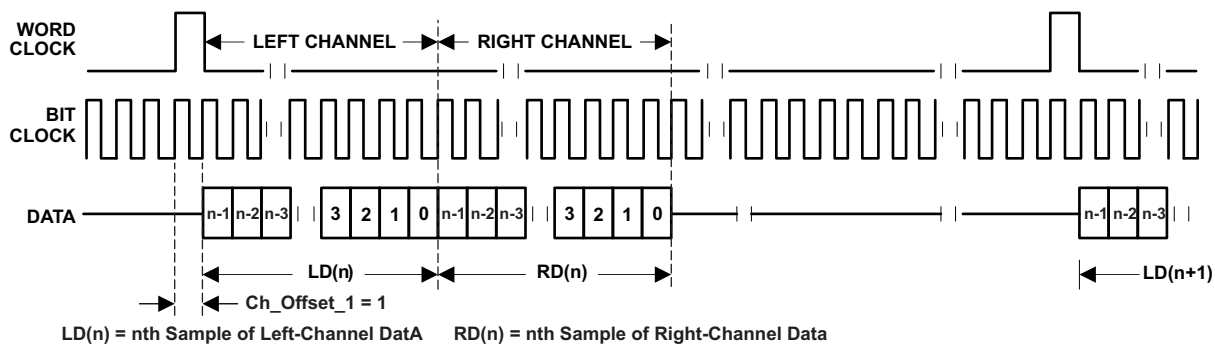 WORD
CLOCK
LEFT CHANNEL
RIGHT CHANNEL
BIT
CLOCK
DATA
n-1 n-2 n-3 3 2 1 0 n-1 n-2 n-3 3 2 1 0 n-1 n-2 n-3
LD(n) RD(n) LD(n+1)
Ch_Offset_1 = 1
LD(n) = nth Sample of Left-Channel DatA RD(n) = nth Sample of Right-Channel Data